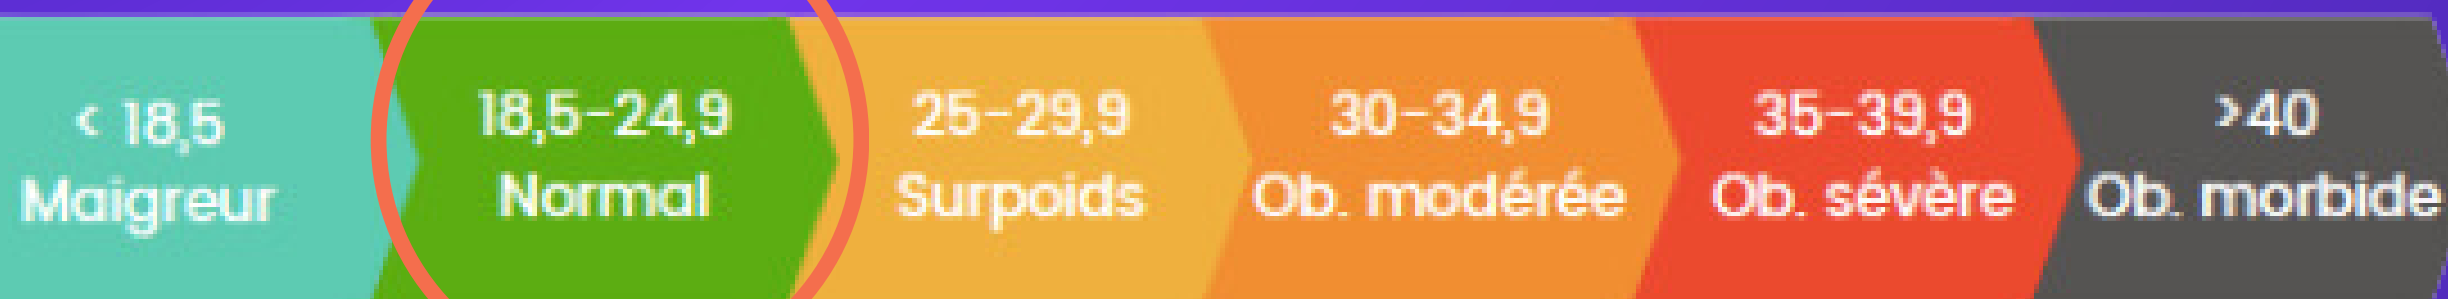 < 18,5
Maigreur
18,5-24,9
Normal
25-29,9
Surpoids
30-34,9
Ob. modérée
35-39,9
Ob. sévère
>40
Ob. morbide